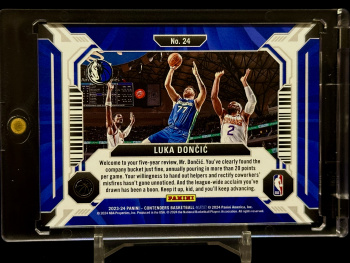 No. 24
77
2
LUKA DONČIĆ
PANINI
Welcome to your five-year review, Mr. Dončić. You've clearly found the
company bucket just fine, annually pouring in more than 20 points
per game. Your willingness to hand out helpers and rectify coworkers'
misfires hasn't gone unnoticed. And the league-wide acclaim you've
drawn has been a boon. Keep it up, kid, and you'll keep advancing.
NBA
2023-24 PANINI - CONTENDERS BASKETBALL
© 2024 Panini America, Inc.